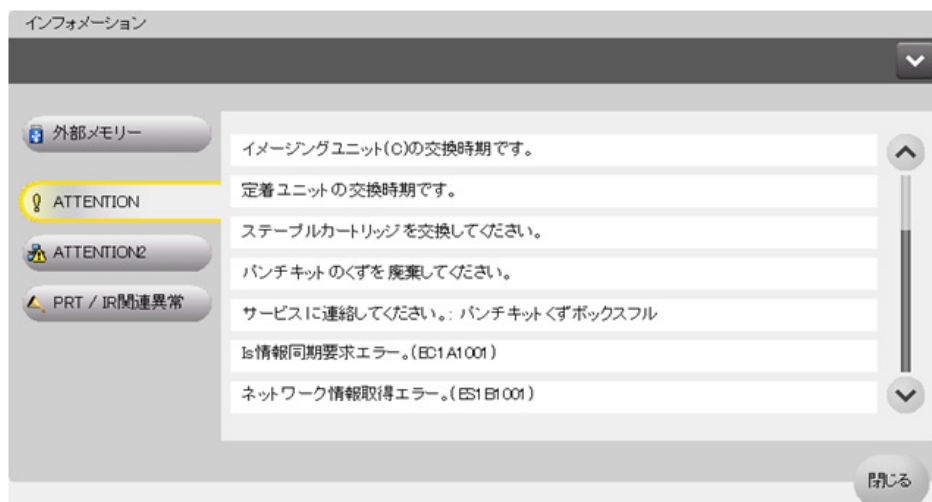 インフォメーション
外部メモリー
ATTENTION
ATTENTION2
PRT / IR関連異常
イメージングユニット(C)の交換時期です。
定着ユニットの交換時期です。
ステープルカートリッジを交換してください。
パンチキットのくずを廃棄してください。
サービスに連絡してください。: パンチキットくずボックスフル
Is情報同期要求エラー。(EC1A1001)
ネットワーク情報取得エラー。(ES1B1001)
閉じる